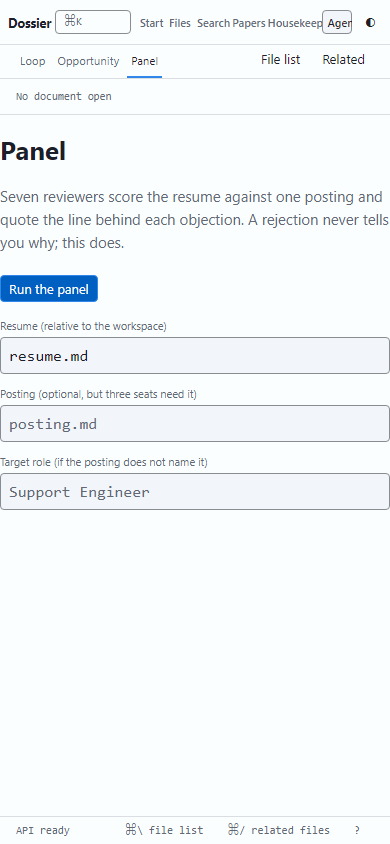 Dossier ⌘K Start Files Search Papers Housekeep Agen
Loop Opportunity Panel File list Related
No document open
Panel
Seven reviewers score the resume against one posting and
quote the line behind each objection. A rejection never tells
you why; this does.
Run the panel
Resume (relative to the workspace)
resume.md
Posting (optional, but three seats need it)
posting.md
Target role (if the posting does not name it)
Support Engineer
API ready ⌘\ file list ⌘/ related files ?